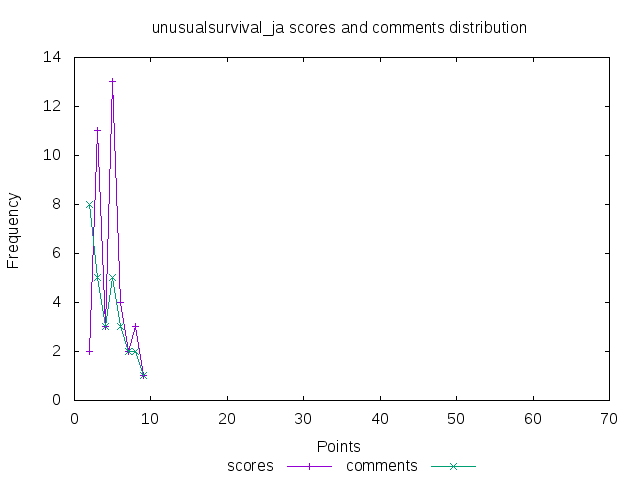 unusualsurvival_ja scores and comments distribution
14
12
10
8
6
4
2
0
Frequency
0 10 20 30 40 50 60 70
Points
scores comments